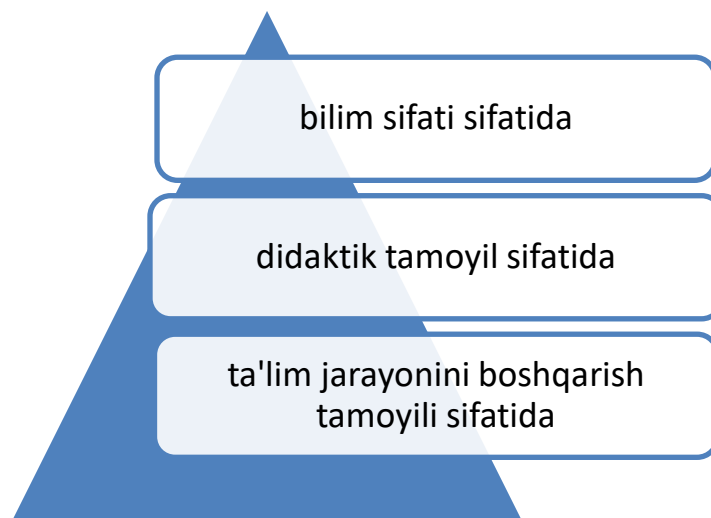 bilim sifati sifatida
didaktik tamoyil sifatida
ta'lim jarayonini boshqarish
tamoyili sifatida